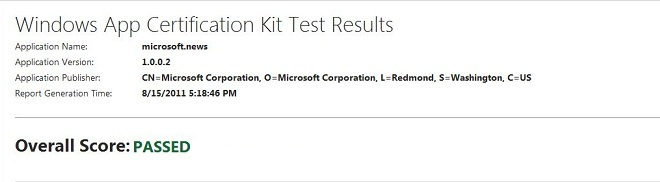 Windows App Certification Kit Test Results
Application Name: microsoft.news
Application Version: 1.0.0.2
Application Publisher: CN=Microsoft Corporation, O=Microsoft Corporation, L=Redmond, S=Washington, C=US
Report Generation Time: 8/15/2011 5:18:46 PM
Overall Score: PASSED